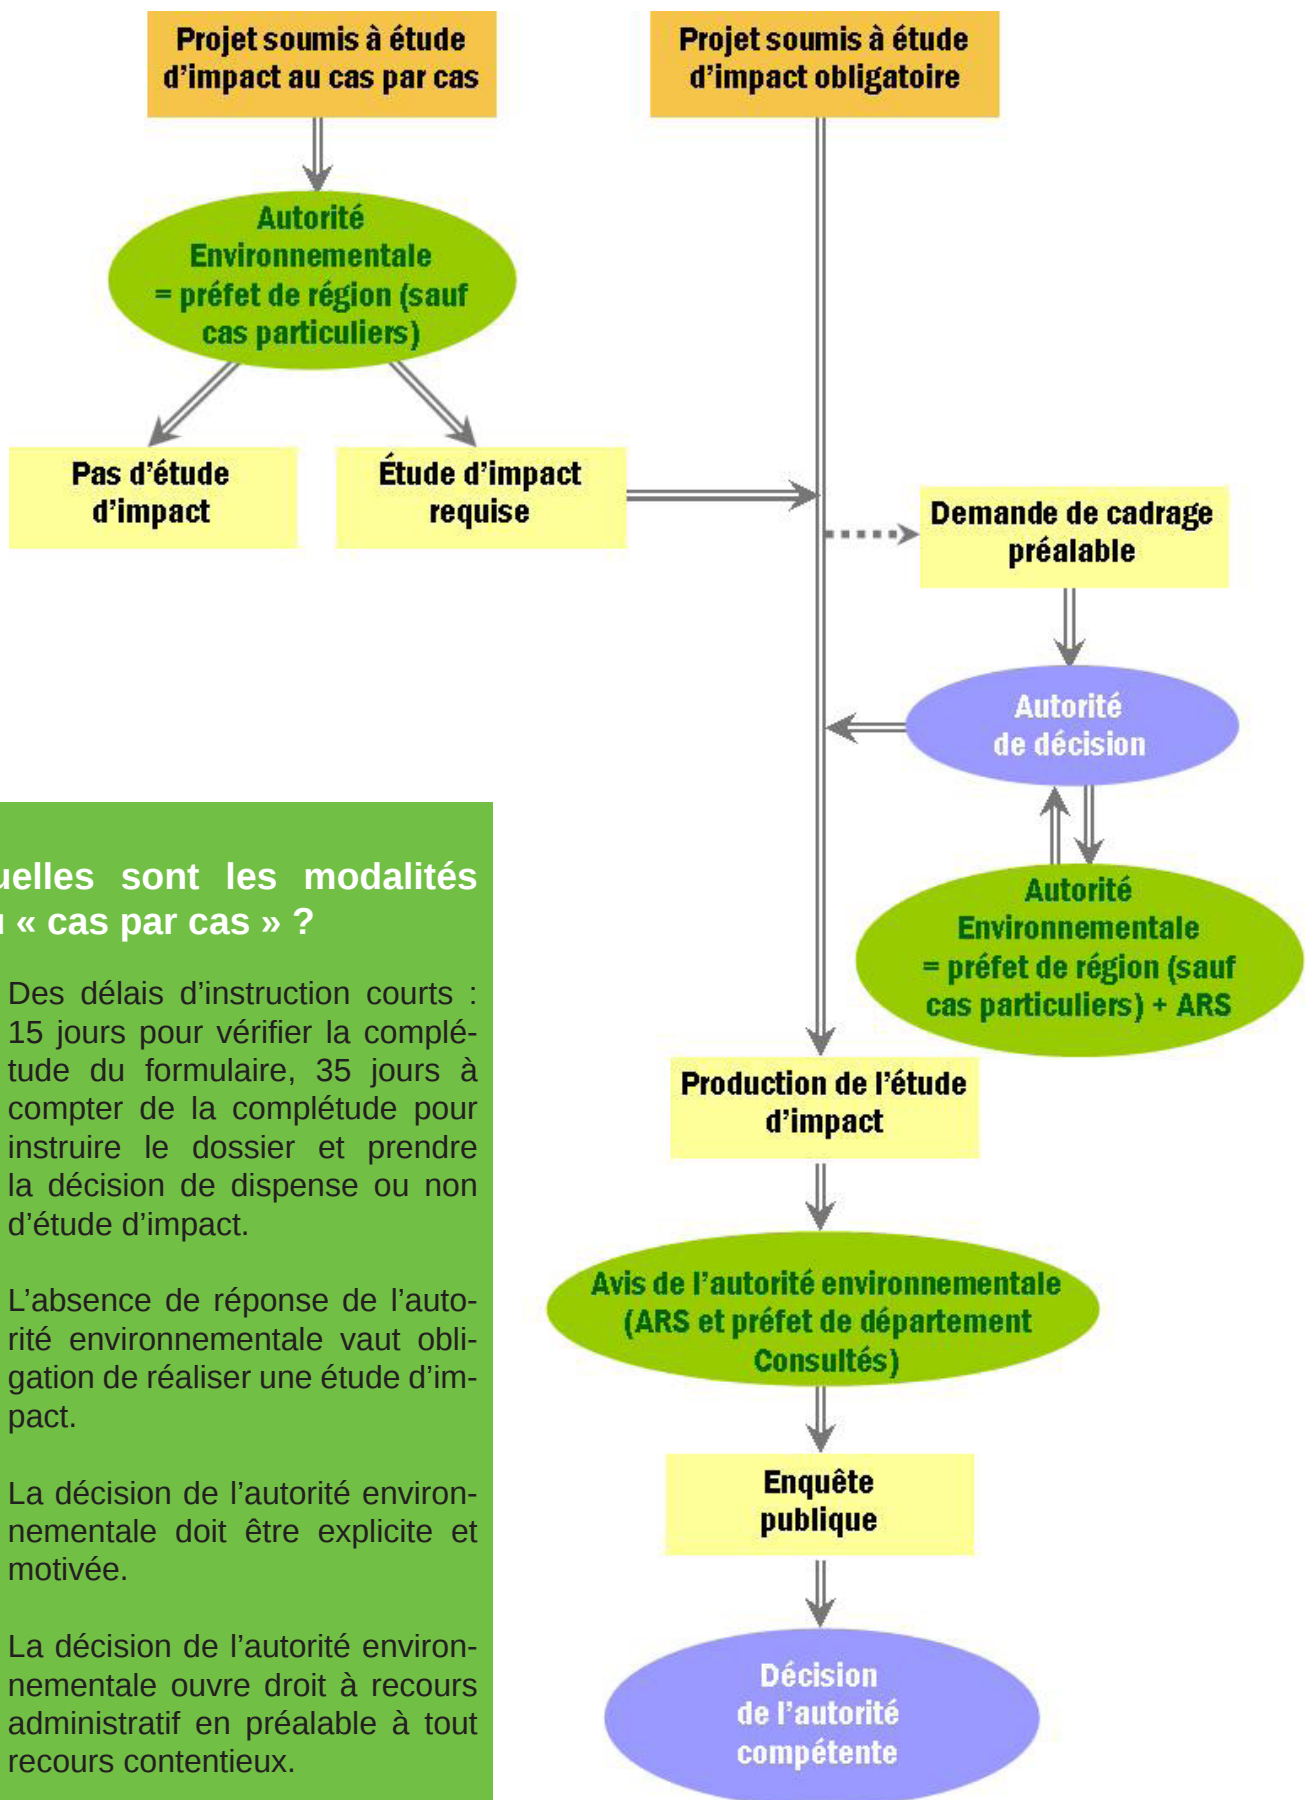 Projet soumis à étude
d'impact au cas par cas
Projet soumis à étude
d'impact obligatoire
Autorité
Environnementale
= préfet de région (sauf
cas particuliers)
Pas d'étude
d'impact
Étude d'impact
requise
Demande de cadrage
préalable
Autorité
de décision
Autorité
Environnementale
= préfet de région (sauf
cas particuliers) + ARS
Production de l'étude
d'impact
Avis de l'autorité environnementale
(ARS et préfet de département
Consultés)
Enquête
publique
Décision
de l'autorité
compétente
uelles sont les modalités
« cas par cas » ?
Des délais d'instruction courts :
15 jours pour vérifier la complé-
tude du formulaire, 35 jours à
compter de la complétude pour
instruire le dossier et prendre
la décision de dispense ou non
d'étude d'impact.
L'absence de réponse de l'auto-
rité environnementale vaut obli-
gation de réaliser une étude d'im-
pact.
La décision de l'autorité environ-
nementale doit être explicite et
motivée.
La décision de l'autorité environ-
nementale ouvre droit à recours
administratif en préalable à tout
recours contentieux.